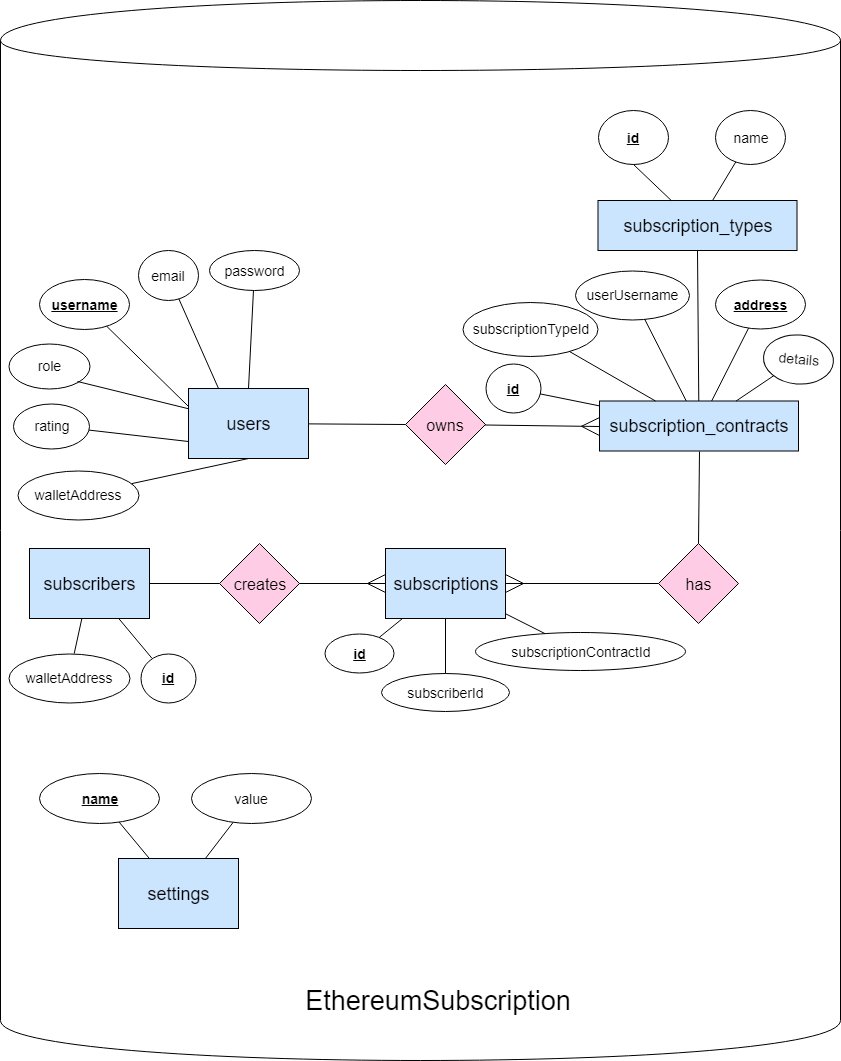 id
name
subscription_types
email
password
username
userUsername
address
subscriptionTypeId
details
role
id
users
owns
subscription_contracts
rating
walletAddress
subscribers
creates
subscriptions
has
id
subscriptionContractId
walletAddress
id
subscriberId
name
value
settings
EthereumSubscription